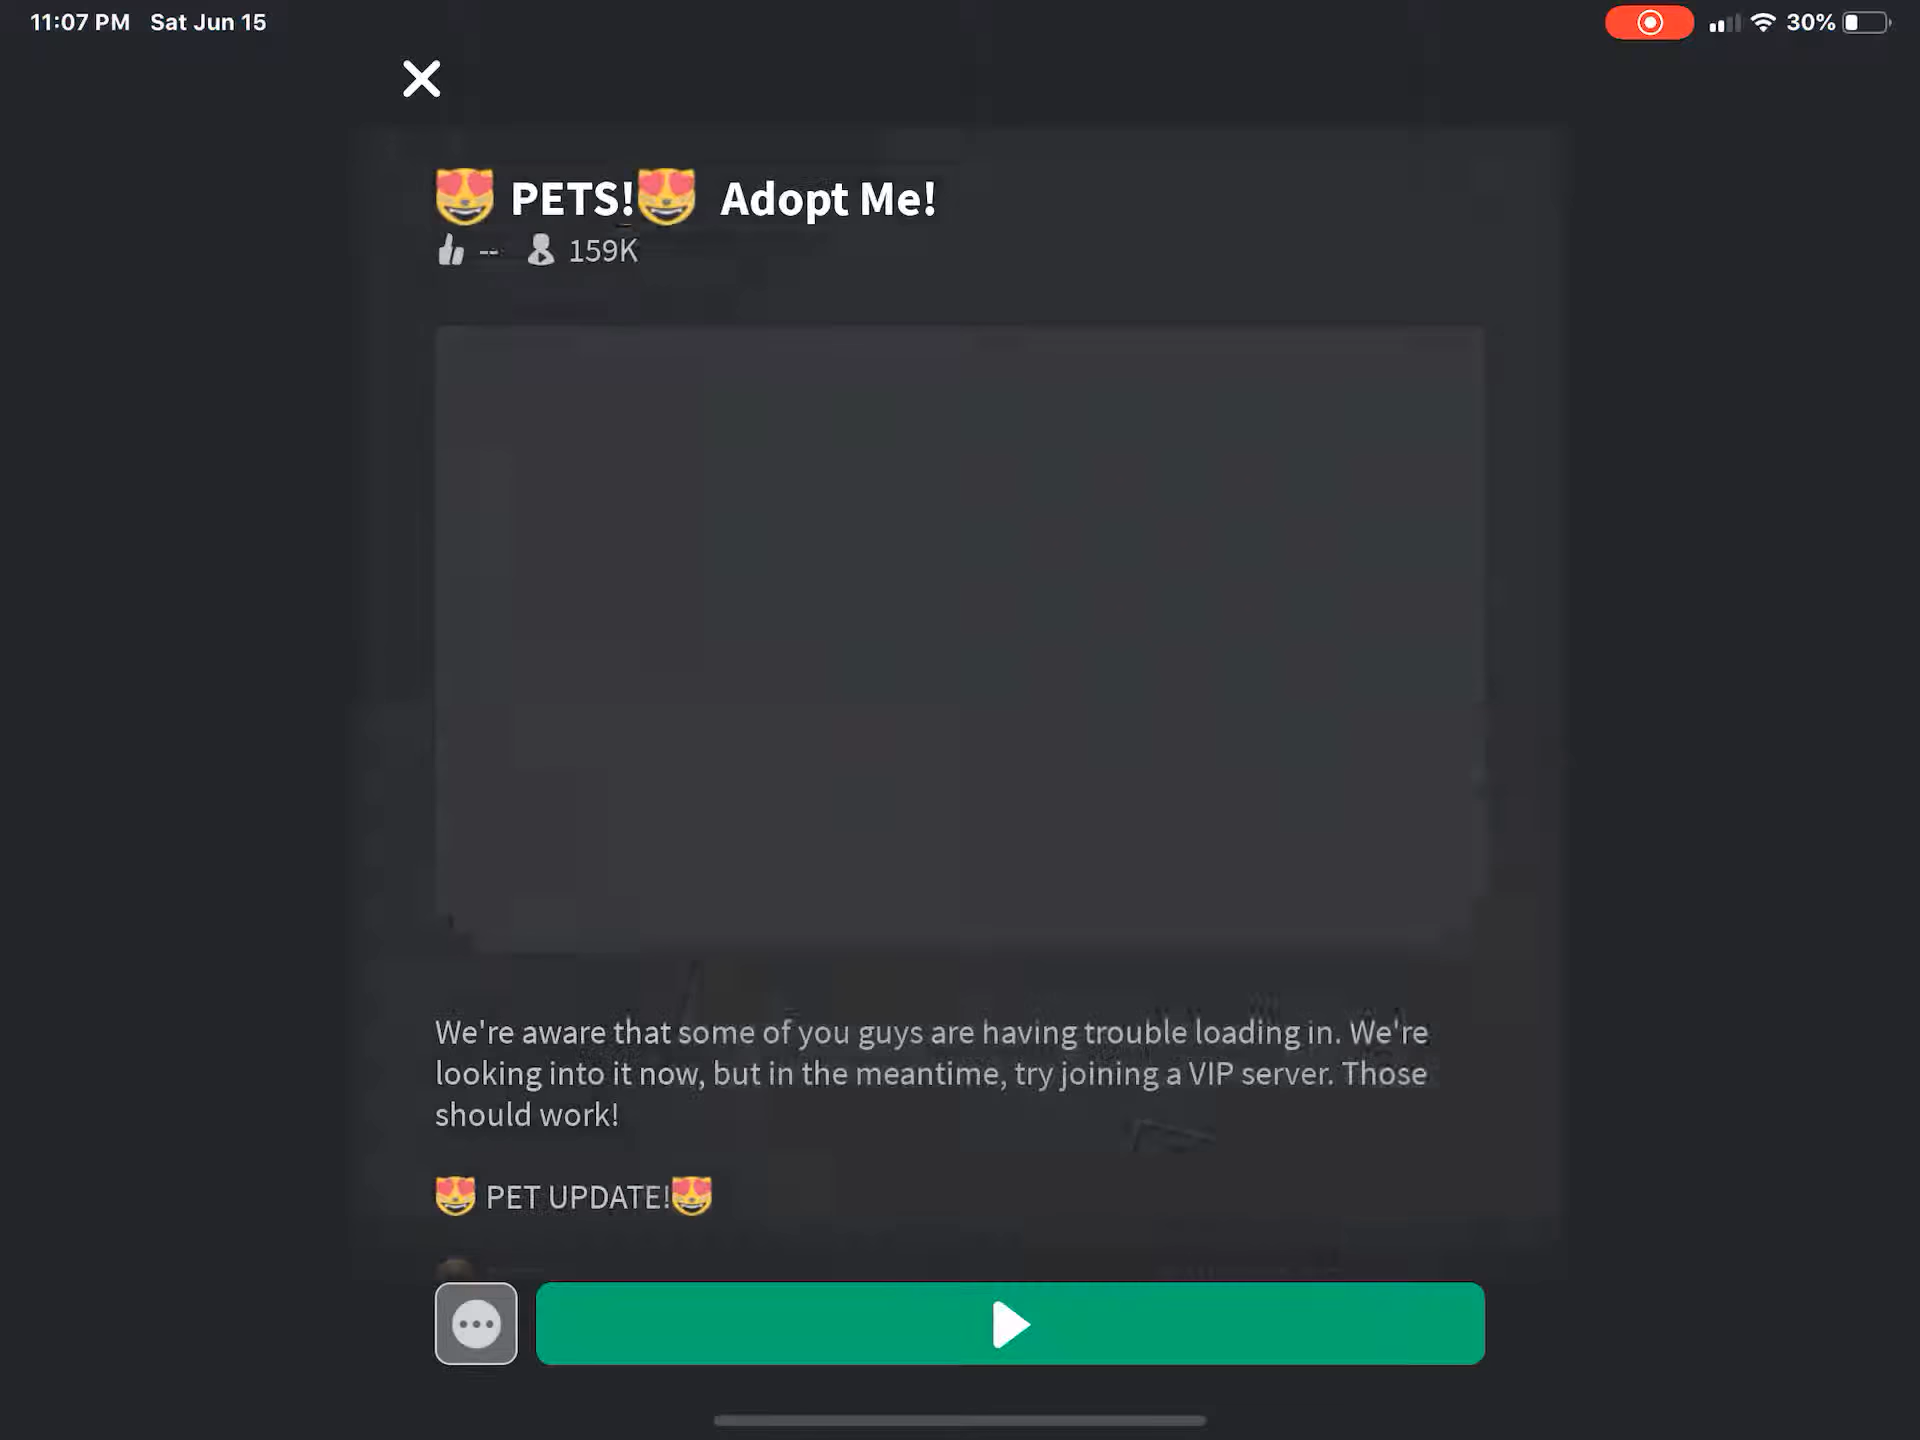 11:07 PM Sat Jun 15 30%
😻 PETS!😻 Adopt Me!
-- 159K
We're aware that some of you guys are having trouble loading in. We're
looking into it now, but in the meantime, try joining a VIP server. Those
should work!
😻 PET UPDATE!😻